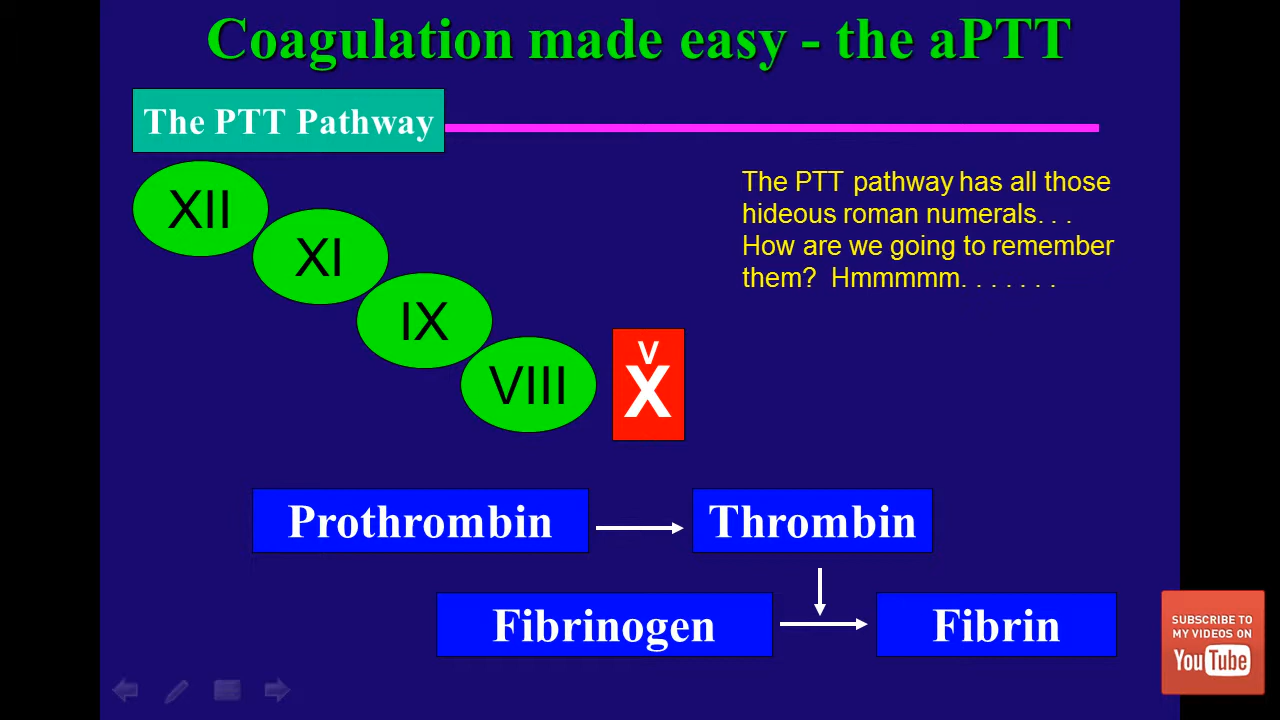 Coagulation made easy - the aPTT
The PTT Pathway
XII
XI
IX
VIII
V
X
The PTT pathway has all those
hideous roman numerals. . .
How are we going to remember
them? Hmmmmm. . . . . . .
Prothrombin
Thrombin
Fibrinogen
Fibrin
SUBSCRIBE TO
MY VIDEOS ON
YouTube